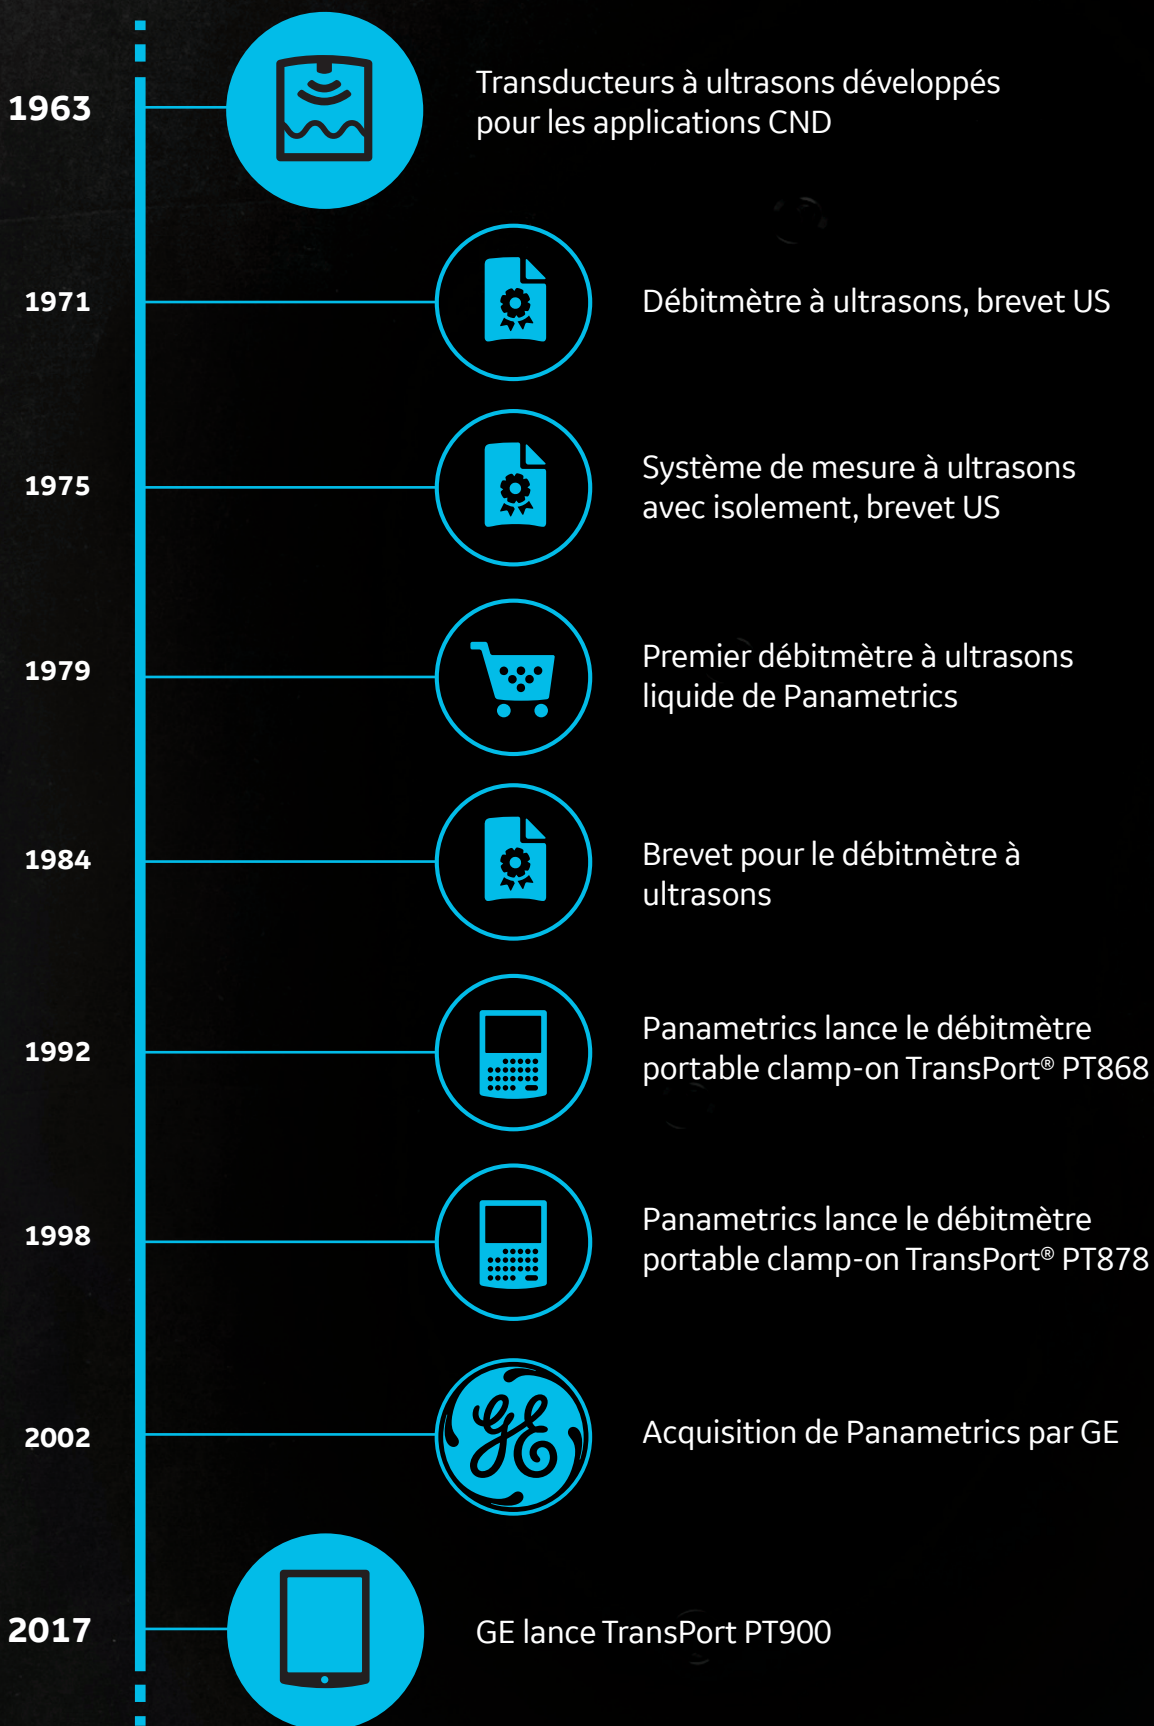 1963
Transducteurs à ultrasons développés
pour les applications CND
1971
Débitmètre à ultrasons, brevet US
1975
Système de mesure à ultrasons
avec isolement, brevet US
1979
Premier débitmètre à ultrasons
liquide de Panametrics
1984
Brevet pour le débitmètre à
ultrasons
1992
Panametrics lance le débitmètre
portable clamp-on TransPort® PT868
1998
Panametrics lance le débitmètre
portable clamp-on TransPort® PT878
2002
GE
Acquisition de Panametrics par GE
2017
GE lance TransPort PT900